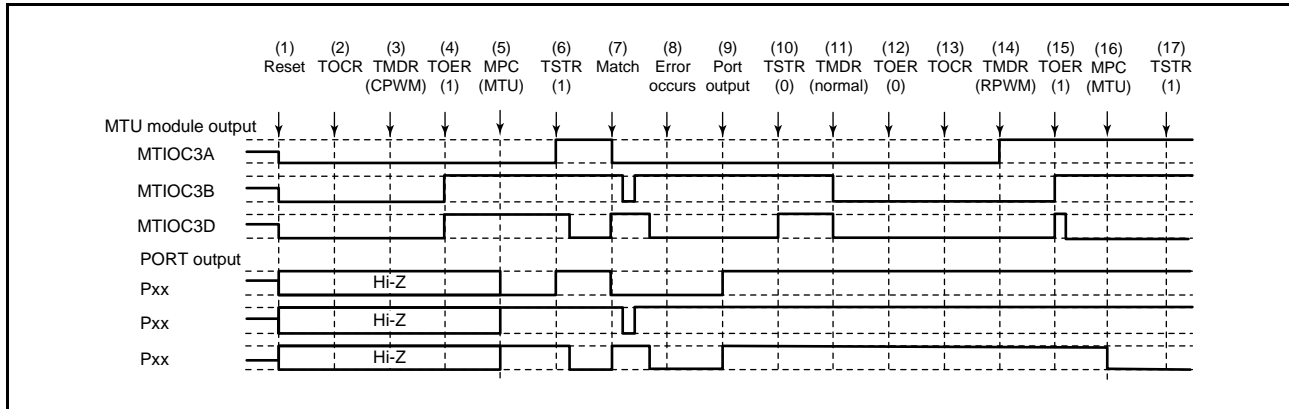 (1) (2) (3) (4) (5) (6) (7) (8) (9) (10) (11) (12) (13) (14) (15) (16) (17)
Reset TOCR TMDR TOER MPC TSTR Match Error Port TSTR TMDR TOER TOCR TMDR TOER MPC TSTR
(CPWM) (1) (MTU) (1) occurs output (0) (normal) (0) (RPWM) (1) (MTU) (1)
MTU module output
MTIOC3A
MTIOC3B
MTIOC3D
PORT output
Pxx Hi-Z
Pxx Hi-Z
Pxx Hi-Z